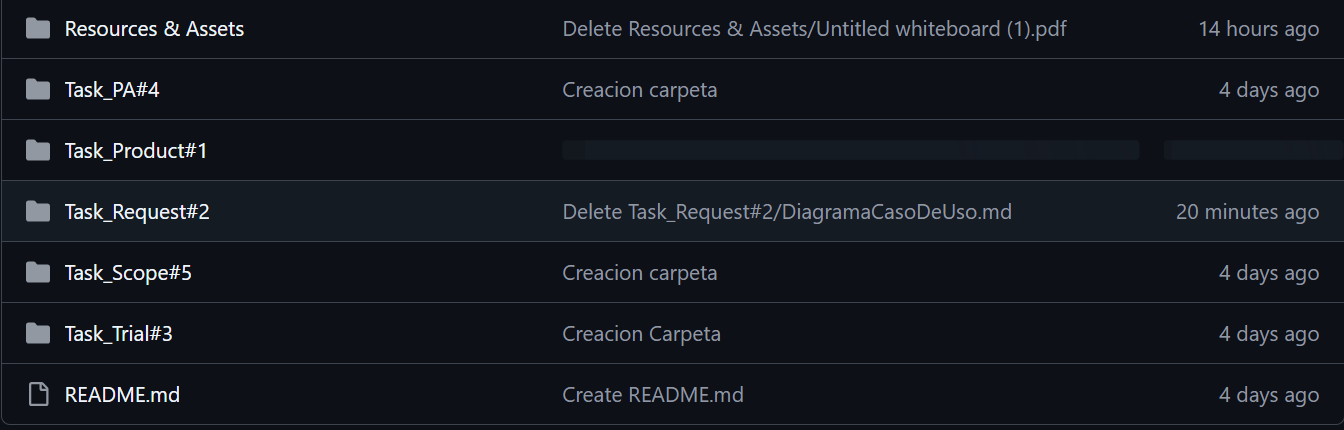 Resources & Assets Delete Resources & Assets/Untitled whiteboard (1).pdf 14 hours ago
Task_PA#4 Creacion carpeta 4 days ago
Task_Product#1
Task_Request#2 Delete Task_Request#2/DiagramaCasoDeUso.md 20 minutes ago
Task_Scope#5 Creacion carpeta 4 days ago
Task_Trial#3 Creacion Carpeta 4 days ago
README.md Create README.md 4 days ago